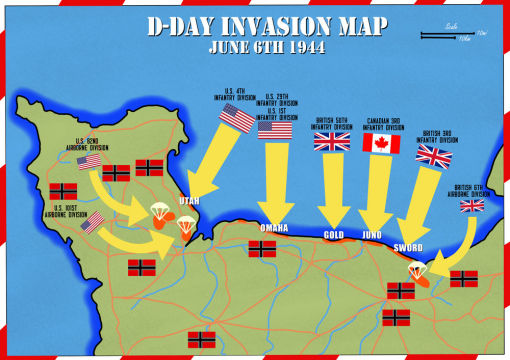 D-DAY INVASION MAP
JUNE 6TH 1944
Scale
U.S. 4TH
INFANTRY DIVISION
U.S. 29TH
INFANTRY DIVISION
U.S. 1ST
INFANTRY DIVISION
BRITISH 50TH
INFANTRY DIVISION
CANADIAN 3RD
INFANTRY DIVISION
BRITISH 3RD
INFANTRY DIVISION
U.S. 82ND
AIRBORNE DIVISION
BRITISH 6TH
AIRBORNE DIVISION
U.S. 101ST
AIRBORNE DIVISION
UTAH
OMAHA
GOLD
JUNO
SWORD